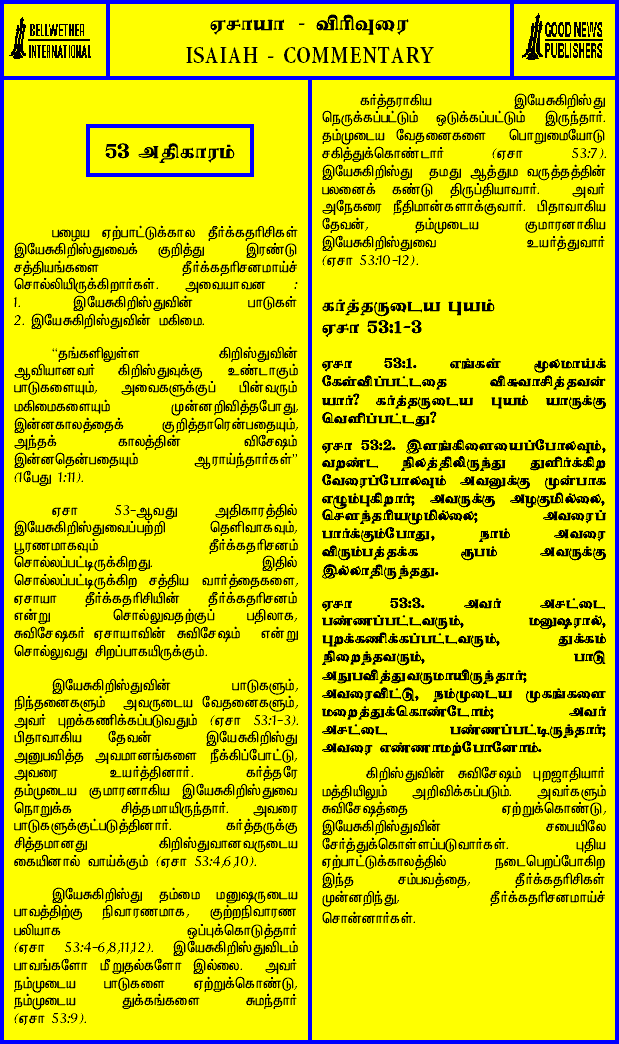 BELLWETHER
INTERNATIONAL
ஏசாயா - விரிவுரை
ISAIAH - COMMENTARY
GOOD NEWS
PUBLISHERS
53 அதிகாரம்
பழைய ஏற்பாட்டுக்கால தீர்க்கதரிசிகள்
இயேசுகிறிஸ்துவைக் குறித்து இரண்டு
சத்தியங்களை தீர்க்கதரிசனமாய்ச்
சொல்லியிருக்கிறார்கள். அவையாவன :
1. இயேசுகிறிஸ்துவின் பாடுகள்
2. இயேசுகிறிஸ்துவின் மகிமை.
“தங்களிலுள்ள கிறிஸ்துவின்
ஆவியானவர் கிறிஸ்துவுக்கு உண்டாகும்
பாடுகளையும், அவைகளுக்குப் பின்வரும்
மகிமைகளையும் முன்னறிவித்தபோது,
இன்னகாலத்தைக் குறித்தாரென்பதையும்,
அந்தக் காலத்தின் விசேஷம்
இன்னதென்பதையும் ஆராய்ந்தார்கள்”
(1பேது 1:11).
ஏசா 53-ஆவது அதிகாரத்தில்
இயேசுகிறிஸ்துவைப்பற்றி தெளிவாகவும்,
பூரணமாகவும் தீர்க்கதரிசனம்
சொல்லப்பட்டிருக்கிறது. இதில்
சொல்லப்பட்டிருக்கிற சத்திய வார்த்தைகளை,
ஏசாயா தீர்க்கதரிசியின் தீர்க்கதரிசனம்
என்று சொல்லுவதற்குப் பதிலாக,
சுவிசேஷகர் ஏசாயாவின் சுவிசேஷம் என்று
சொல்லுவது சிறப்பாகயிருக்கும்.
இயேசுகிறிஸ்துவின் பாடுகளும்,
நிந்தனைகளும் அவருடைய வேதனைகளும்,
அவர் புறக்கணிக்கப்படுவதும் (ஏசா 53:1-3).
பிதாவாகிய தேவன் இயேசுகிறிஸ்து
அனுபவித்த அவமானங்களை நீக்கிப்போட்டு,
அவரை உயர்த்தினார். கர்த்தரே
தம்முடைய குமாரனாகிய இயேசுகிறிஸ்துவை
நொறுக்க சித்தமாயிருந்தார். அவரை
பாடுகளுக்குட்படுத்தினார். கர்த்தருக்கு
சித்தமானது கிறிஸ்துவானவருடைய
கையினால் வாய்க்கும் (ஏசா 53:4,6,10).
இயேசுகிறிஸ்து தம்மை மனுஷருடைய
பாவத்திற்கு நிவாரணமாக, குற்றநிவாரண
பலியாக ஒப்புக்கொடுத்தார்
(ஏசா 53:4-6,8,11,12). இயேசுகிறிஸ்துவிடம்
பாவங்களோ மீறுதல்களோ இல்லை. அவர்
நம்முடைய பாடுகளை ஏற்றுக்கொண்டு,
நம்முடைய துக்கங்களை சுமந்தார்
(ஏசா 53:9).
கர்த்தராகிய இயேசுகிறிஸ்து
நெருக்கப்பட்டும் ஒடுக்கப்பட்டும் இருந்தார்.
தம்முடைய வேதனைகளை பொறுமையோடு
சகித்துக்கொண்டார் (ஏசா 53:7).
இயேசுகிறிஸ்து தமது ஆத்தும வருத்தத்தின்
பலனைக் கண்டு திருப்தியாவார். அவர்
அநேகரை நீதிமான்களாக்குவார். பிதாவாகிய
தேவன், தம்முடைய குமாரனாகிய
இயேசுகிறிஸ்துவை உயர்த்துவார்
(ஏசா 53:10-12).
கர்த்தருடைய புயம்
ஏசா 53:1-3
ஏசா 53:1. எங்கள் மூலமாய்க்
கேள்விப்பட்டதை விசுவாசித்தவன்
யார்? கர்த்தருடைய புயம் யாருக்கு
வெளிப்பட்டது?
ஏசா 53:2. இளங்கிளையைப்போலவும்,
வறண்ட நிலத்திலிருந்து துளிர்க்கிற
வேரைப்போலவும் அவனுக்கு முன்பாக
எழும்புகிறார்; அவருக்கு அழகுமில்லை,
சௌந்தரியமுமில்லை; அவரைப்
பார்க்கும்போது, நாம் அவரை
விரும்பத்தக்க ரூபம் அவருக்கு
இல்லாதிருந்தது.
ஏசா 53:3. அவர் அசட்டை
பண்ணப்பட்டவரும், மனுஷரால்,
புறக்கணிக்கப்பட்டவரும், துக்கம்
நிறைந்தவரும், பாடு
அநுபவித்துவருமாயிருந்தார்;
அவரைவிட்டு, நம்முடைய முகங்களை
மறைத்துக்கொண்டோம்; அவர்
அசட்டை பண்ணப்பட்டிருந்தார்;
அவரை எண்ணாமற்போனோம்.
கிறிஸ்துவின் சுவிசேஷம் புறஜாதியார்
மத்தியிலும் அறிவிக்கப்படும். அவர்களும்
சுவிசேஷத்தை ஏற்றுக்கொண்டு,
இயேசுகிறிஸ்துவின் சபையிலே
சேர்த்துக்கொள்ளப்படுவார்கள். புதிய
ஏற்பாட்டுக்காலத்தில் நடைபெறப்போகிற
இந்த சம்பவத்தை, தீர்க்கதரிசிகள்
முன்னறிந்து, தீர்க்கதரிசனமாய்ச்
சொன்னார்கள்.